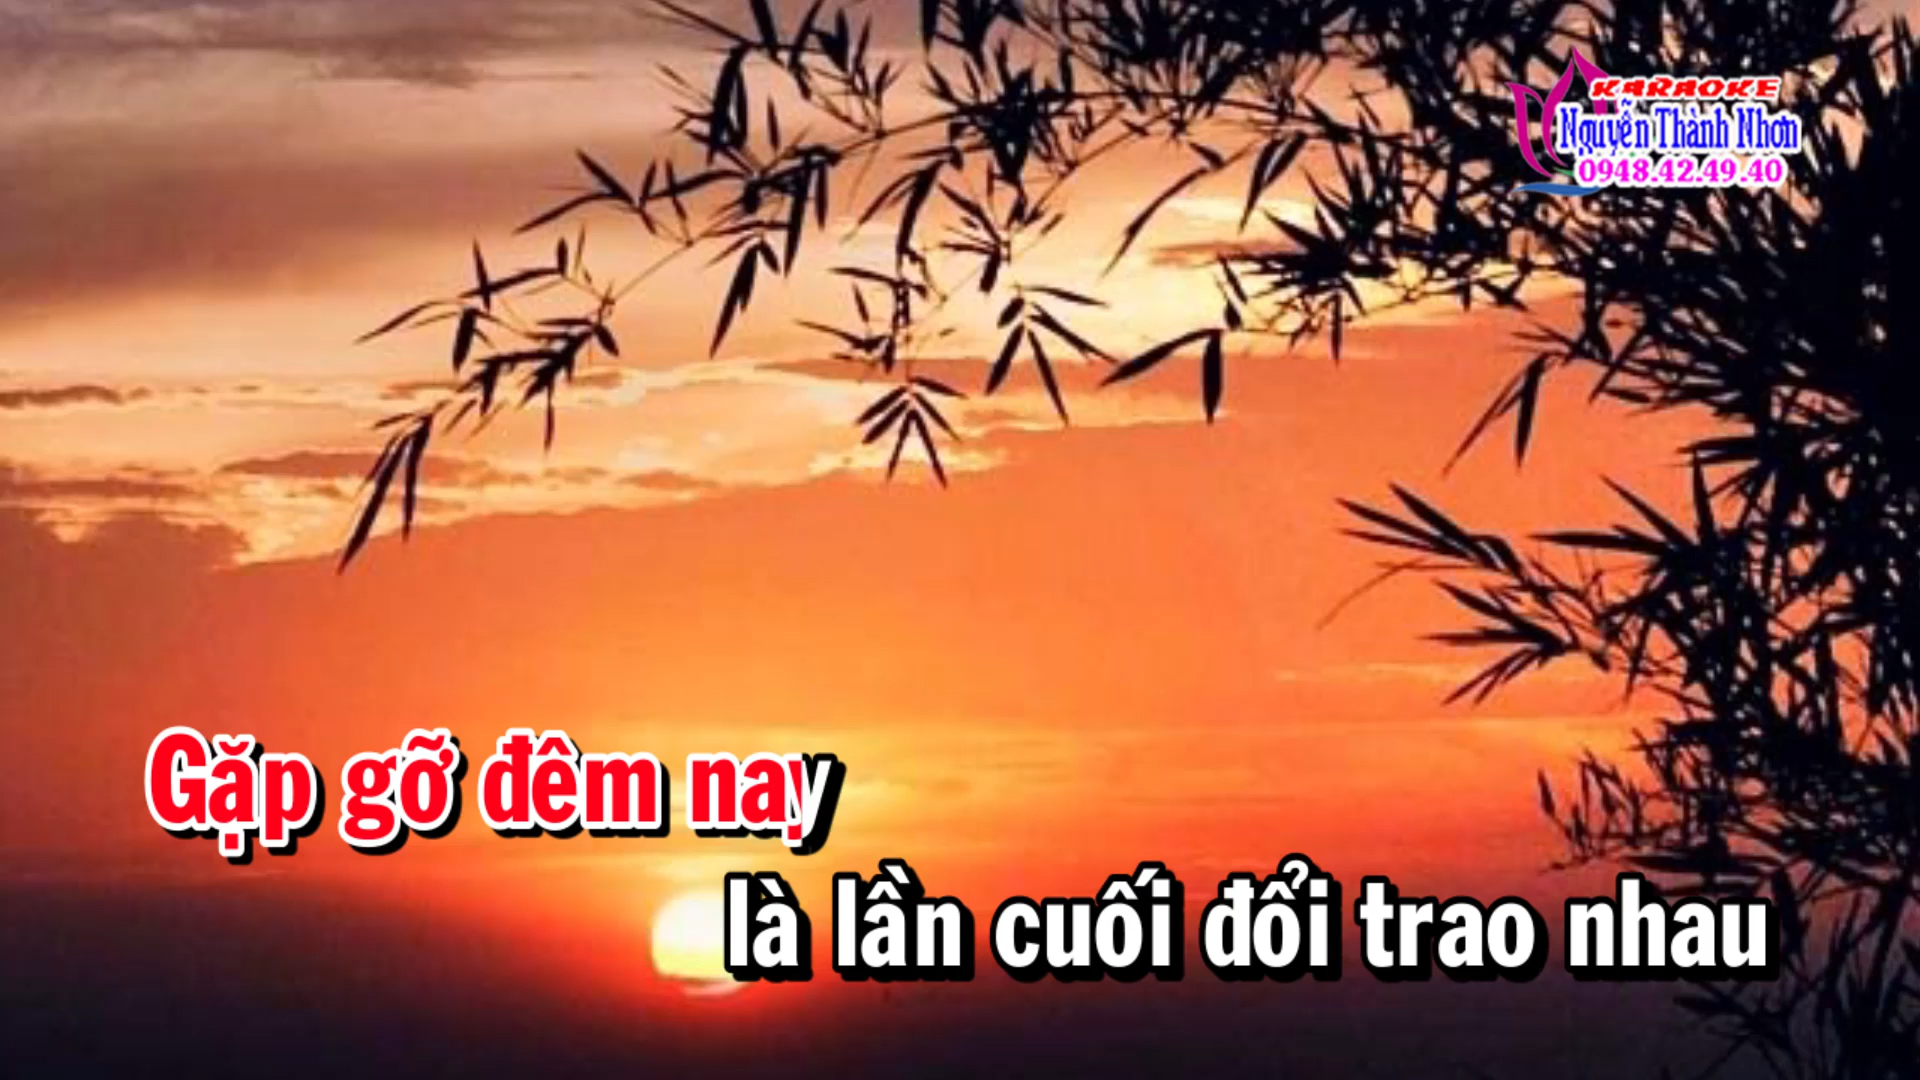 KARAOKE
Nguyễn Thành Nhơn
0948.42.49.40
Gặp gỡ đêm nay
là lần cuối đổi trao nhau